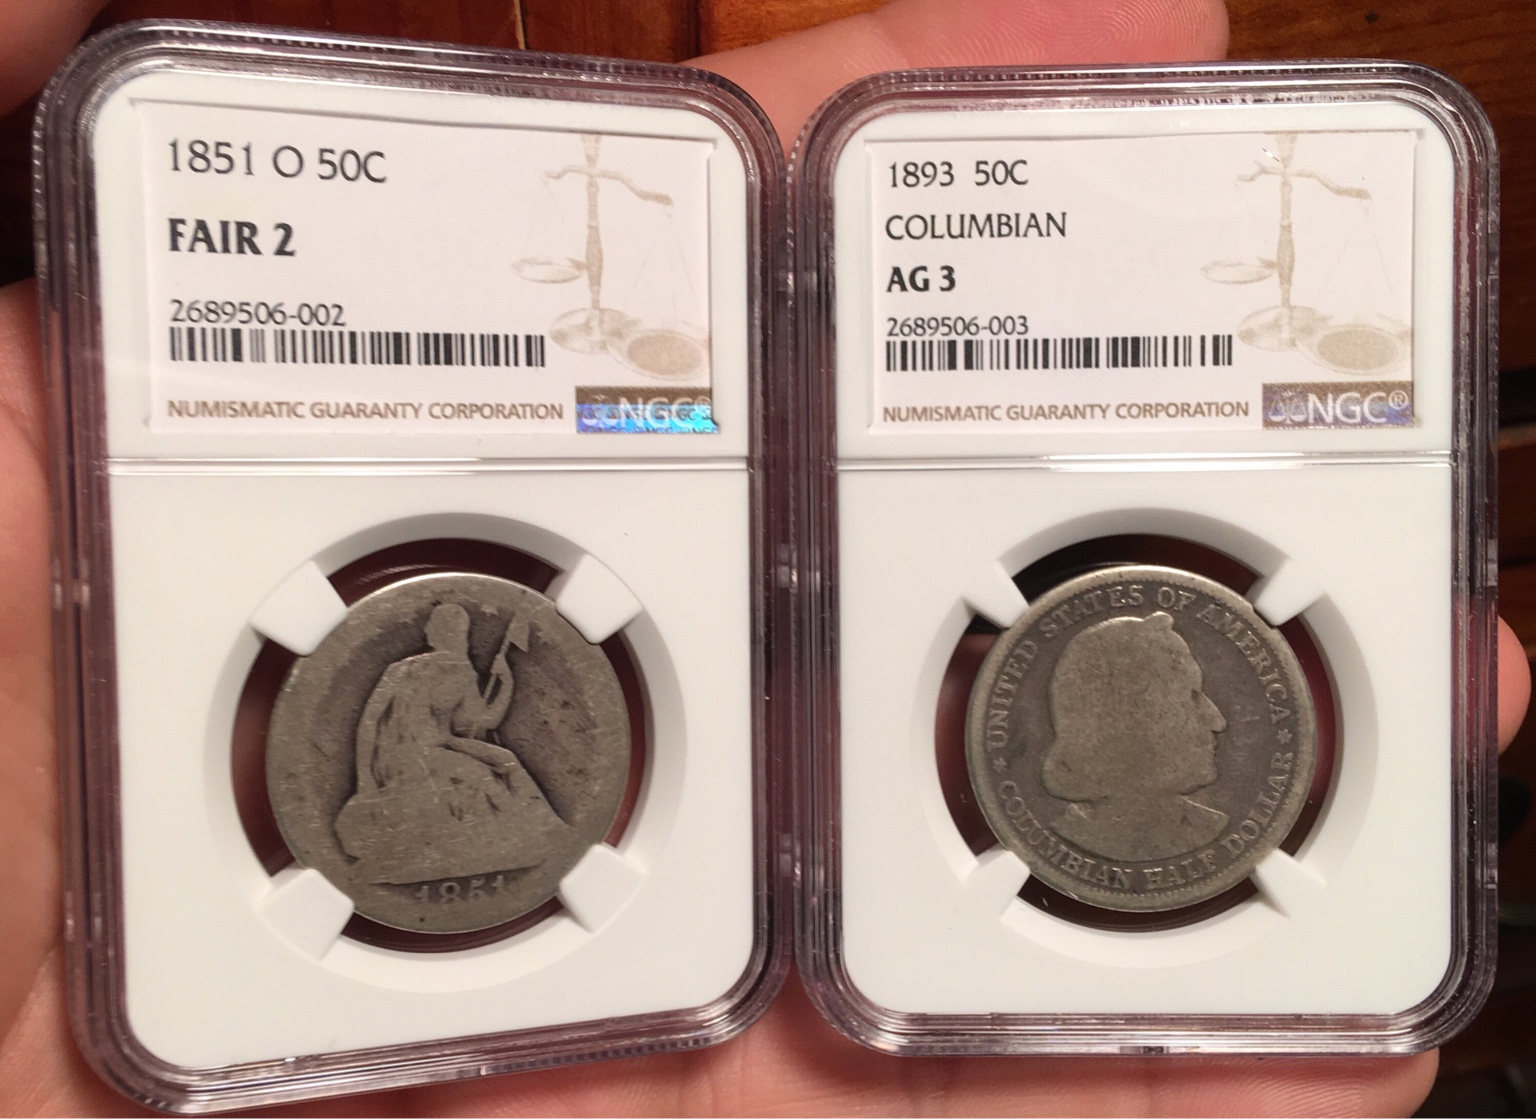 1851 O 50C
FAIR 2
2689506-002
NUMISMATIC GUARANTY CORPORATION
NGC®
1851
1893 50C
COLUMBIAN
AG 3
2689506-003
NUMISMATIC GUARANTY CORPORATION
NGC®
UNITED STATES OF AMERICA
COLUMBIAN HALF DOLLAR